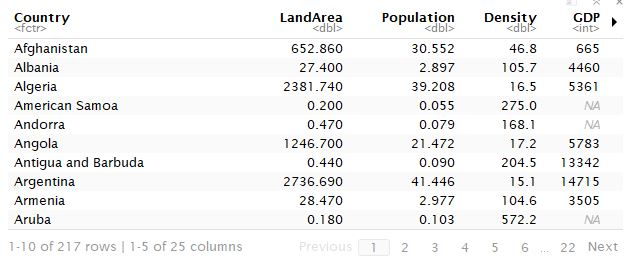 Country LandArea Population Density GDP
<fctr> <dbl> <dbl> <dbl> <int>
Afghanistan 652.860 30.552 46.8 665
Albania 27.400 2.897 105.7 4460
Algeria 2381.740 39.208 16.5 5361
American Samoa 0.200 0.055 275.0 NA
Andorra 0.470 0.079 168.1 NA
Angola 1246.700 21.472 17.2 5783
Antigua and Barbuda 0.440 0.090 204.5 13342
Argentina 2736.690 41.446 15.1 14715
Armenia 28.470 2.977 104.6 3505
Aruba 0.180 0.103 572.2 NA
1-10 of 217 rows | 1-5 of 25 columns Previous 1 2 3 4 5 6 ... 22 Next